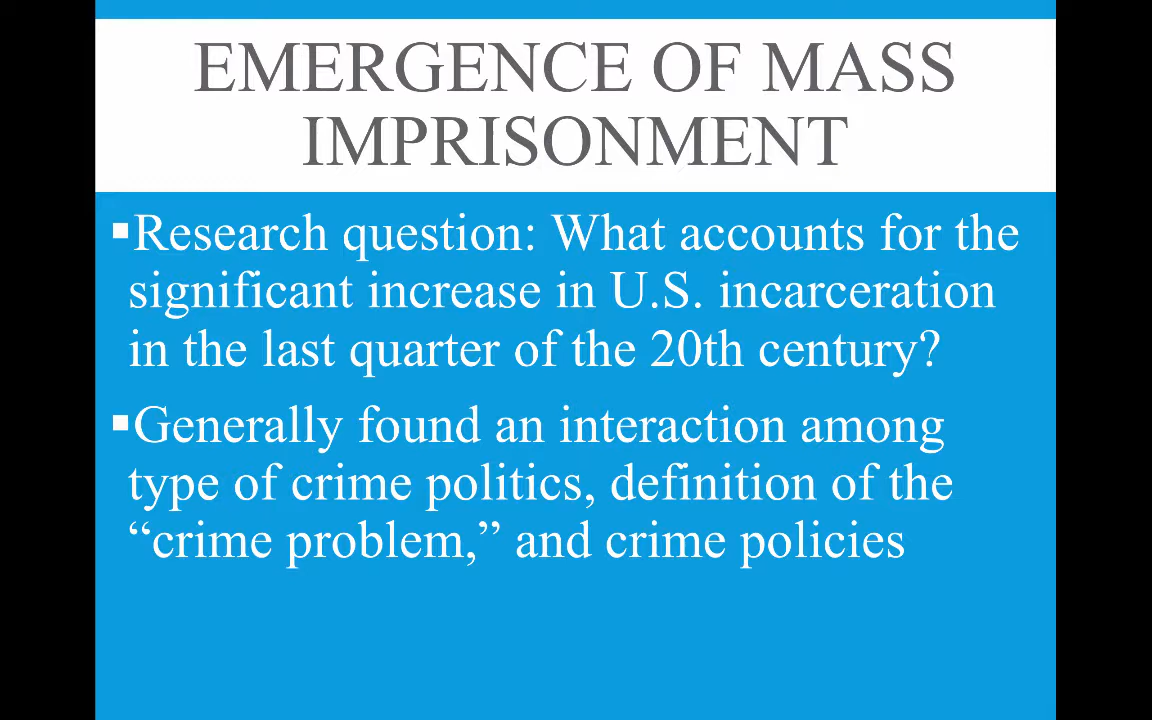 EMERGENCE OF MASS
IMPRISONMENT
▪Research question: What accounts for the
significant increase in U.S. incarceration
in the last quarter of the 20th century?
▪Generally found an interaction among
type of crime politics, definition of the
“crime problem,” and crime policies